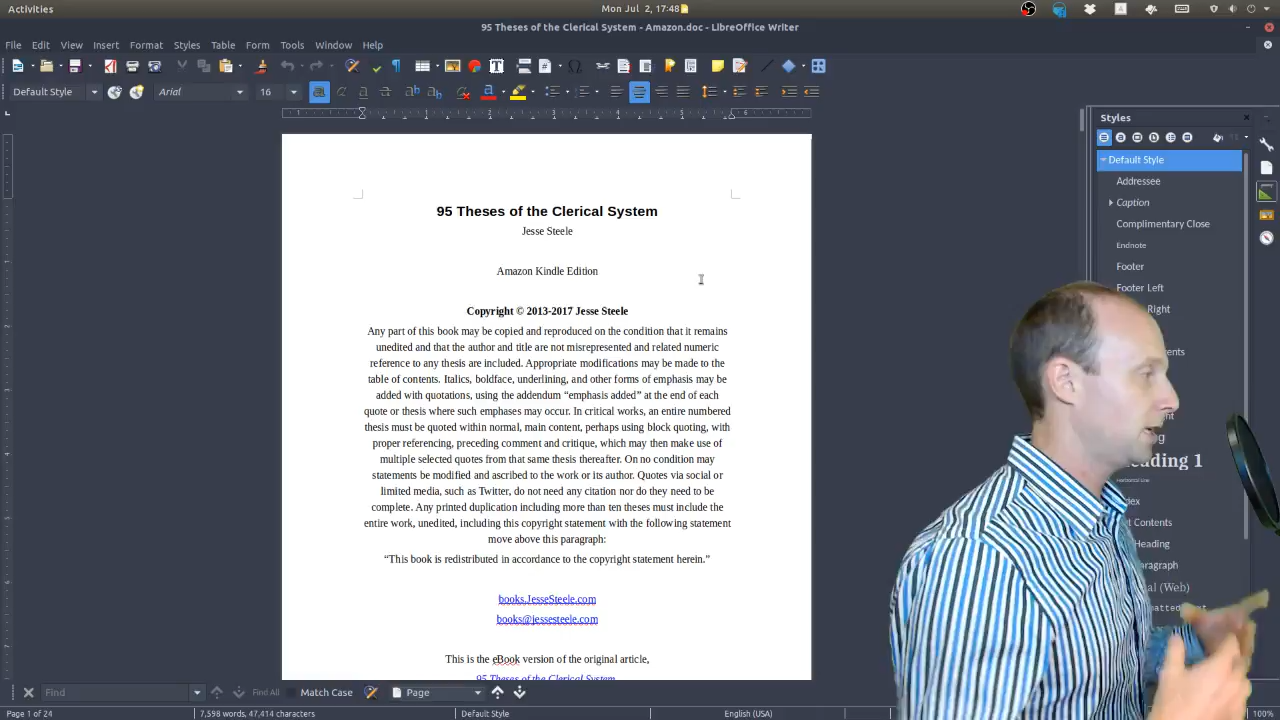 Activities
Mon Jul 2, 17:48
95 Theses of the Clerical System - Amazon.doc - LibreOffice Writer
File Edit View Insert Format Styles Table Form Tools Window Help
Default Style Arial 16
Styles
Default Style
Addressee
Caption
Complimentary Close
Endnote
Footer
Footer Left
Right
eading 1
Contents
Heading
(Web)
95 Theses of the Clerical System
Jesse Steele
Amazon Kindle Edition
Copyright © 2013-2017 Jesse Steele
Any part of this book may be copied and reproduced on the condition that it remains
unedited and that the author and title are not misrepresented and related numeric
reference to any thesis are included. Appropriate modifications may be made to the
table of contents. Italics, boldface, underlining, and other forms of emphasis may be
added with quotations, using the addendum “emphasis added” at the end of each
quote or thesis where such emphases may occur. In critical works, an entire numbered
thesis must be quoted within normal, main content, perhaps using block quoting, with
proper referencing, preceding comment and critique, which may then make use of
multiple selected quotes from that same thesis thereafter. On no condition may
statements be modified and ascribed to the work or its author. Quotes via social or
limited media, such as Twitter, do not need any citation nor do they need to be
complete. Any printed duplication including more than ten theses must include the
entire work, unedited, including this copyright statement with the following statement
move above this paragraph:
“This book is redistributed in accordance to the copyright statement herein.”
books.JesseSteele.com
books@jessesteele.com
This is the eBook version of the original article,
95 Theses of the Clerical System
Find Find All Match Case Page
Page 1 of 24 7,598 words, 47,414 characters Default Style English (USA) 100%